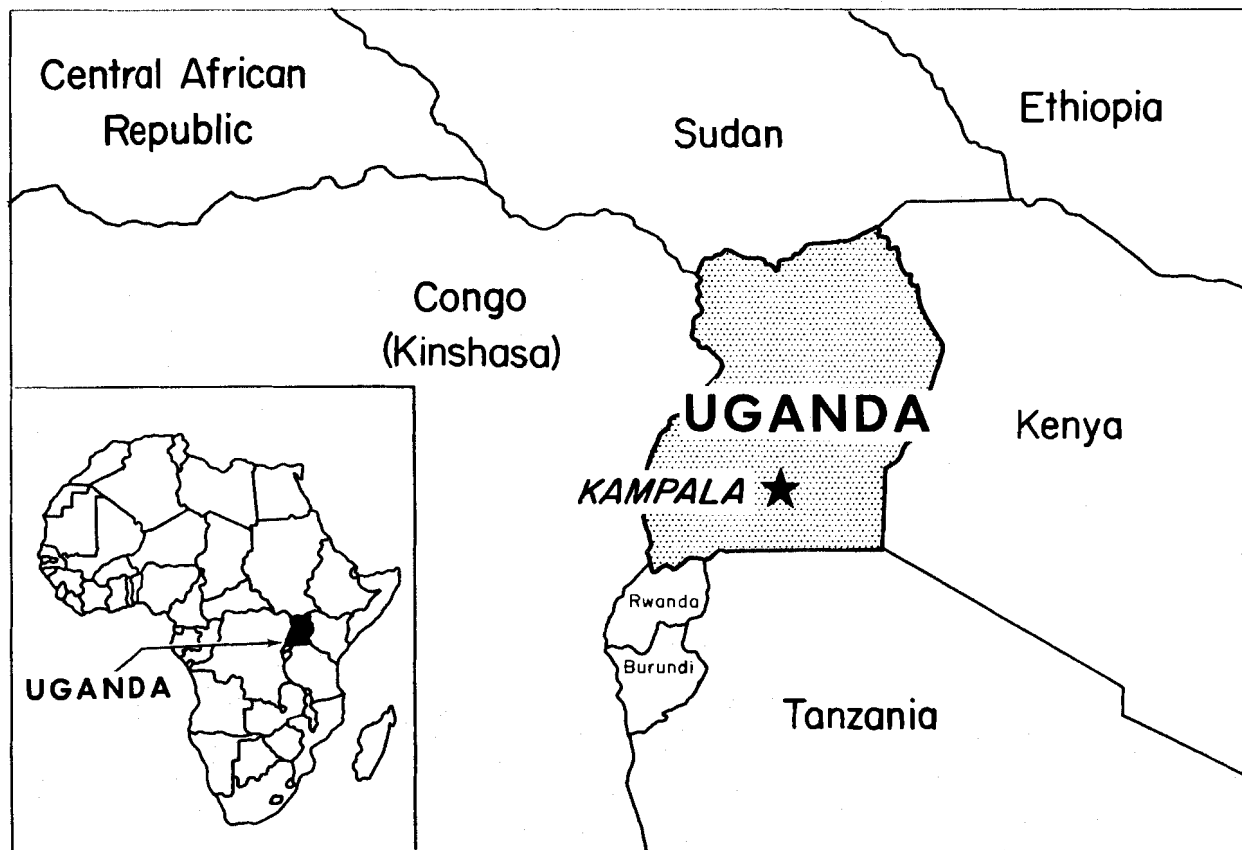 Central African
Republic
Sudan
Ethiopia
Congo
(Kinshasa)
UGANDA
Kenya
KAMPALA
Rwanda
Burundi
Tanzania
UGANDA